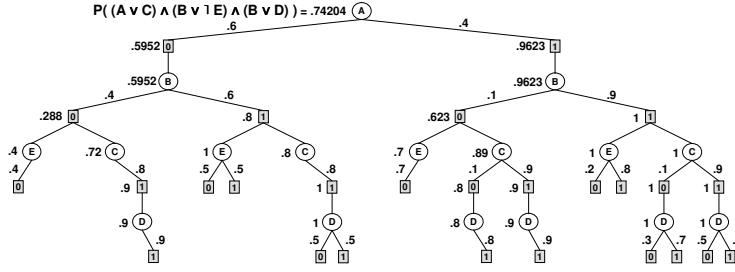 P( (A v C) ∧ (B v ㄱE) ∧ (B v D) ) = .74204 A
.6 .4
.5952 0 .9623 1
.5952 B .9623 B
.4 .6 .1 .9
.288 0 .8 1 .623 0 1 1
.4 E .72 C 1 E .8 C .7 E .89 C 1 E 1 C
.4 .8 .5 .5 .8 .7 .1 .9 .2 .8 .1 .9
0 .9 1 0 1 1 1 0 .8 0 .9 1 0 1 1 0 1 1
.9 D 1 D .8 D .9 D 1 D 1 D
.9 .5 .5 .8 .9 .3 .7 .5
1 0 1 1 1 0 1 0 1